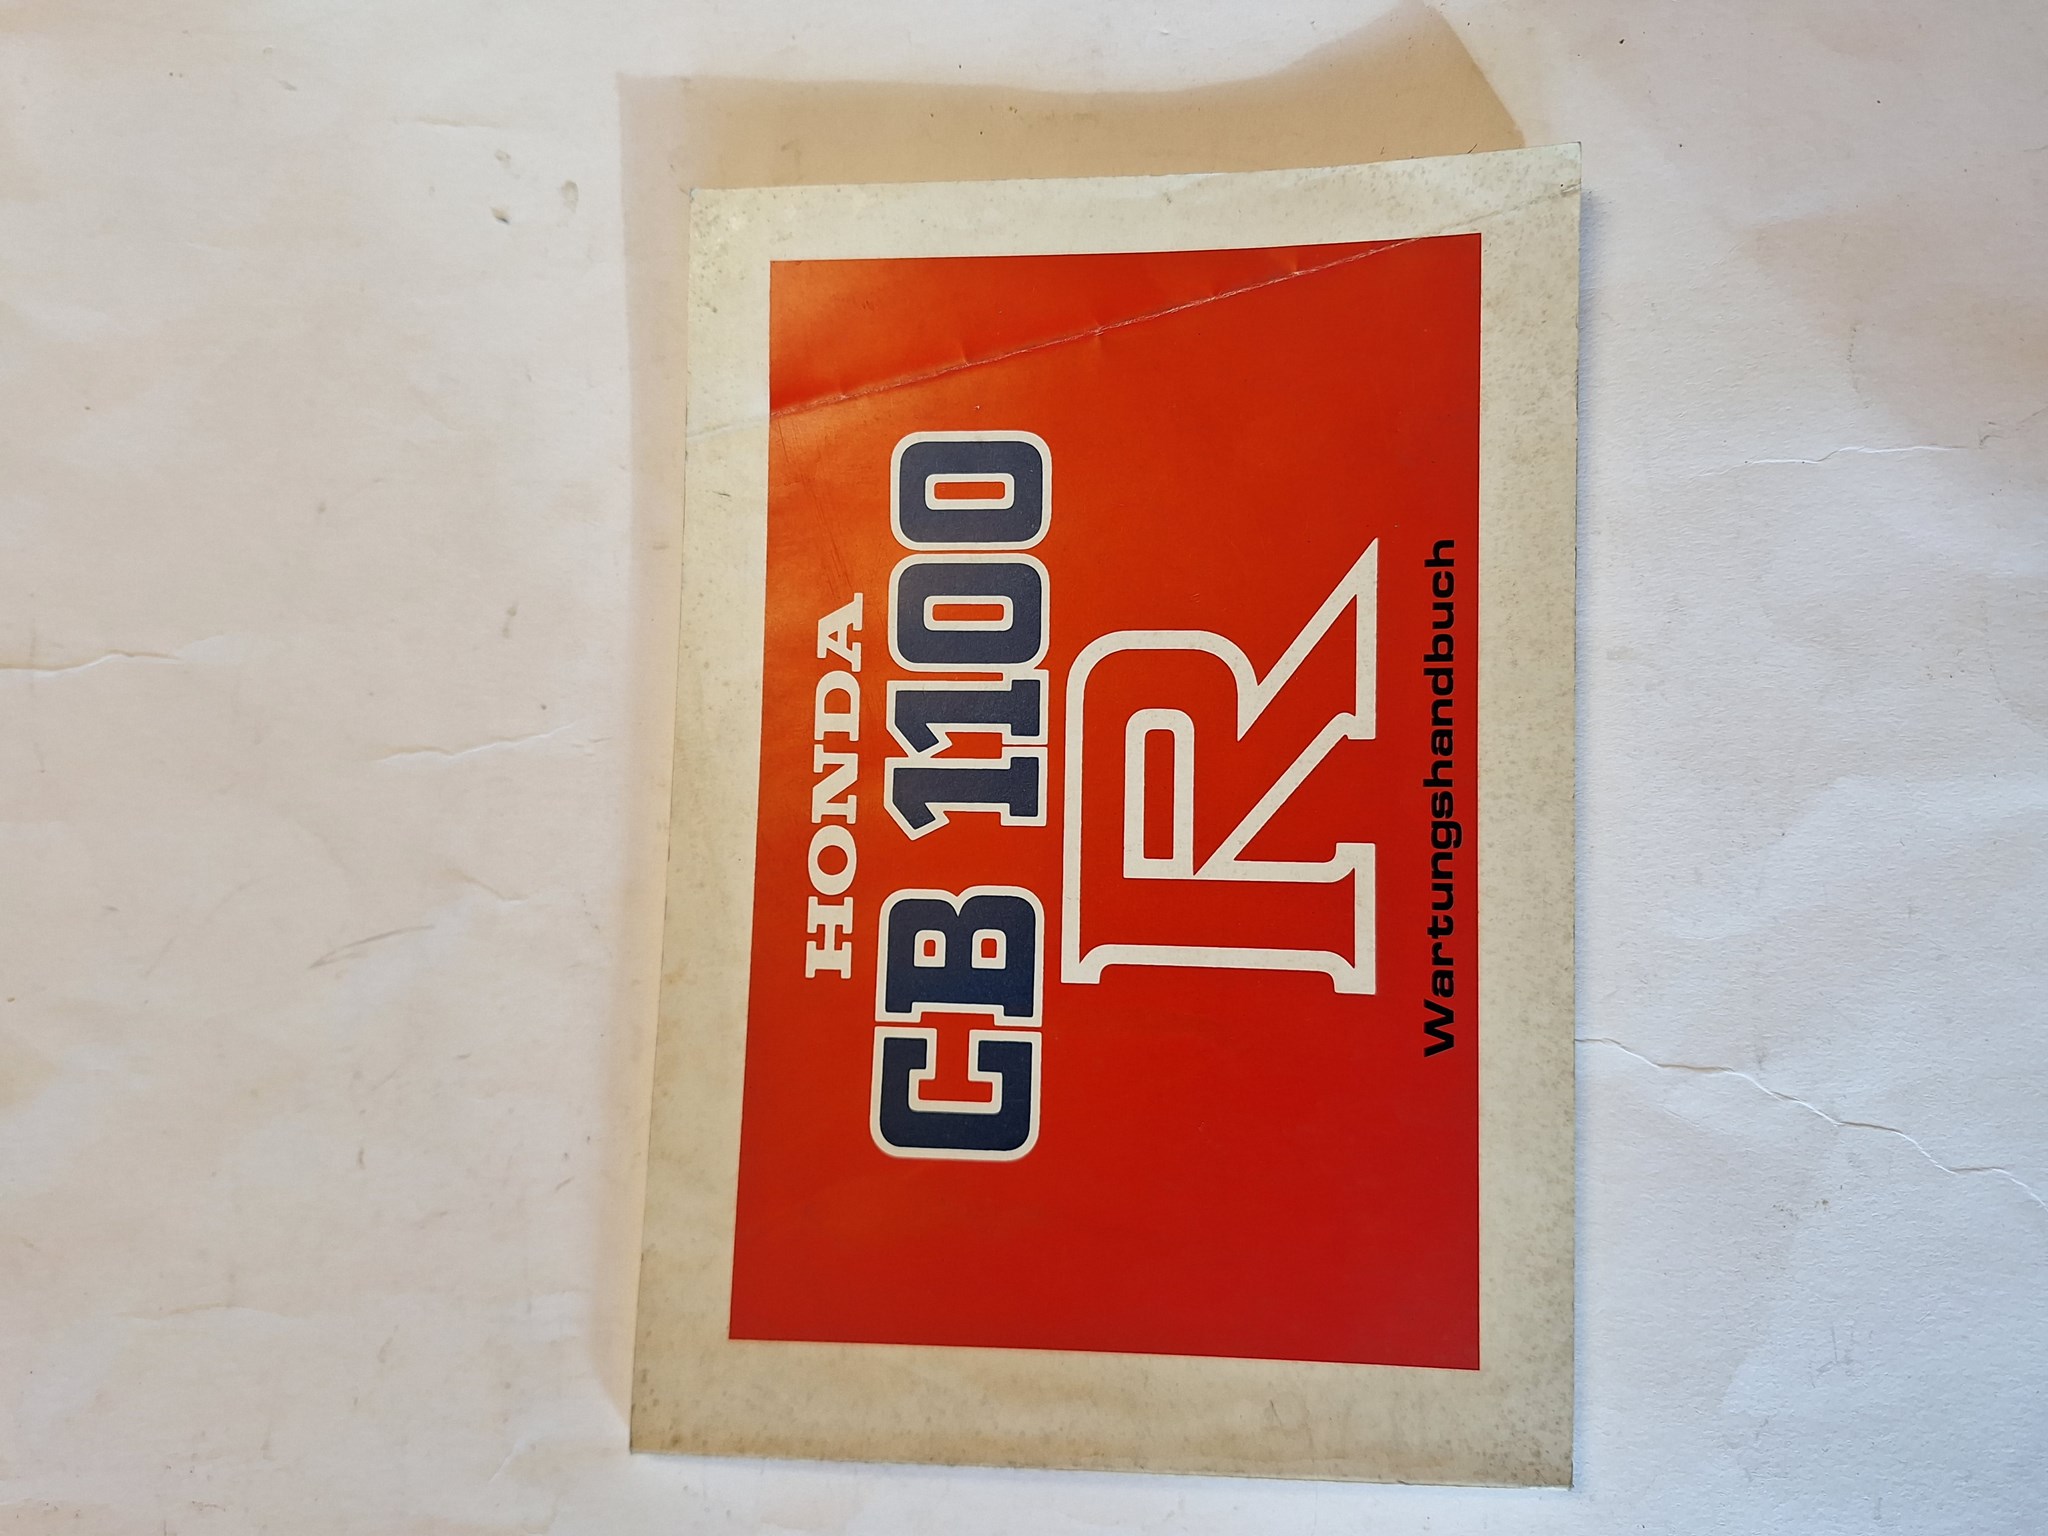 HONDA
CB 1100
R
Wartungshandbuch